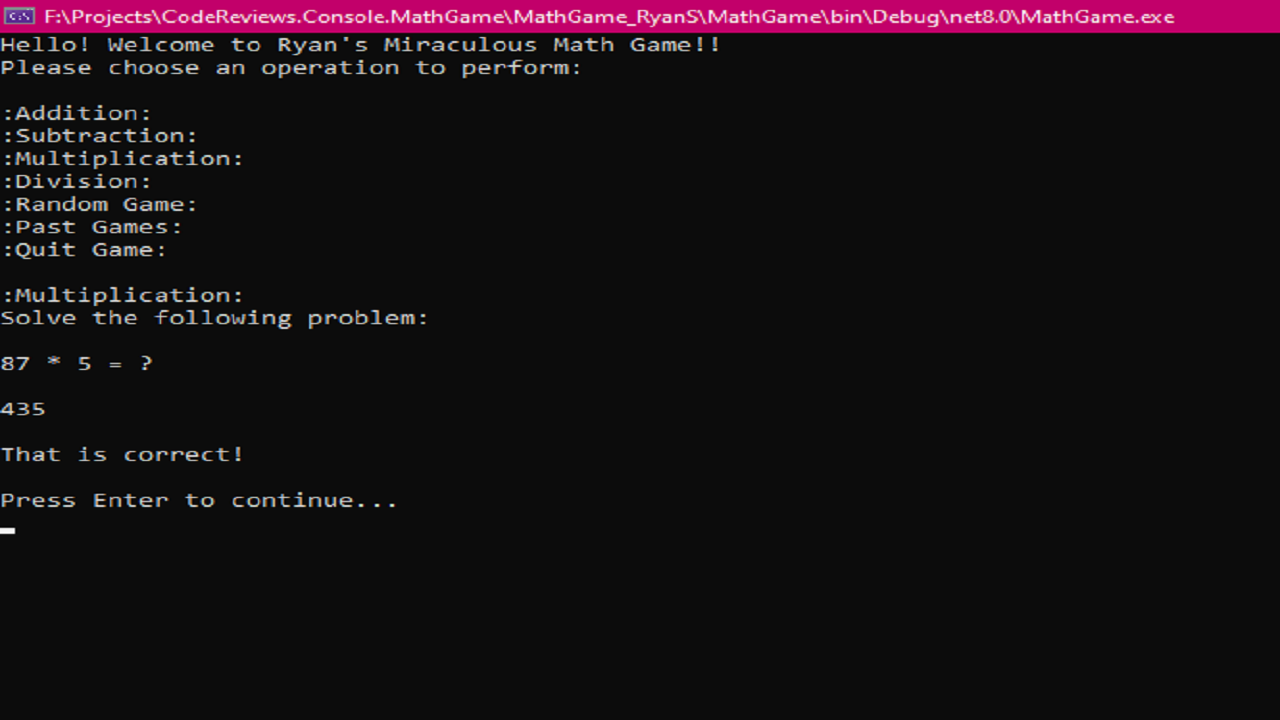 F:\Projects\CodeReviews.Console.MathGame\MathGame_RyanS\MathGame\bin\Debug\net8.0\MathGame.exe
Hello! Welcome to Ryan's Miraculous Math Game!!
Please choose an operation to perform:
:Addition:
:Subtraction:
:Multiplication:
:Division:
:Random Game:
:Past Games:
:Quit Game:
:Multiplication:
Solve the following problem:
87 * 5 = ?
435
That is correct!
Press Enter to continue...